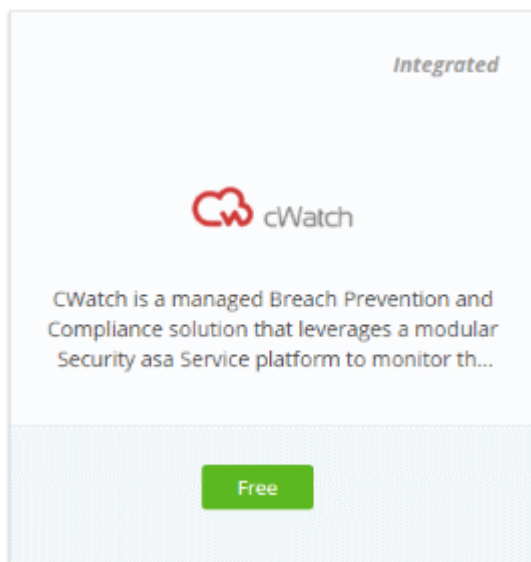 Integrated
cWatch
CWatch is a managed Breach Prevention and
Compliance solution that leverages a modular
Security asa Service platform to monitor th...
Free